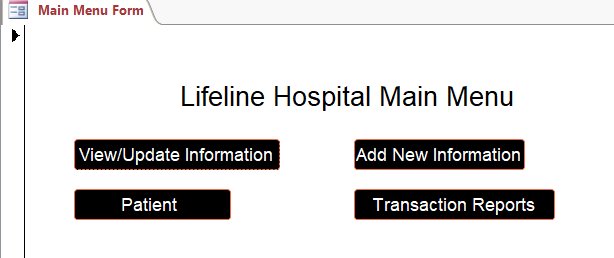 Main Menu Form
Lifeline Hospital Main Menu
View/Update Information
Add New Information
Patient
Transaction Reports